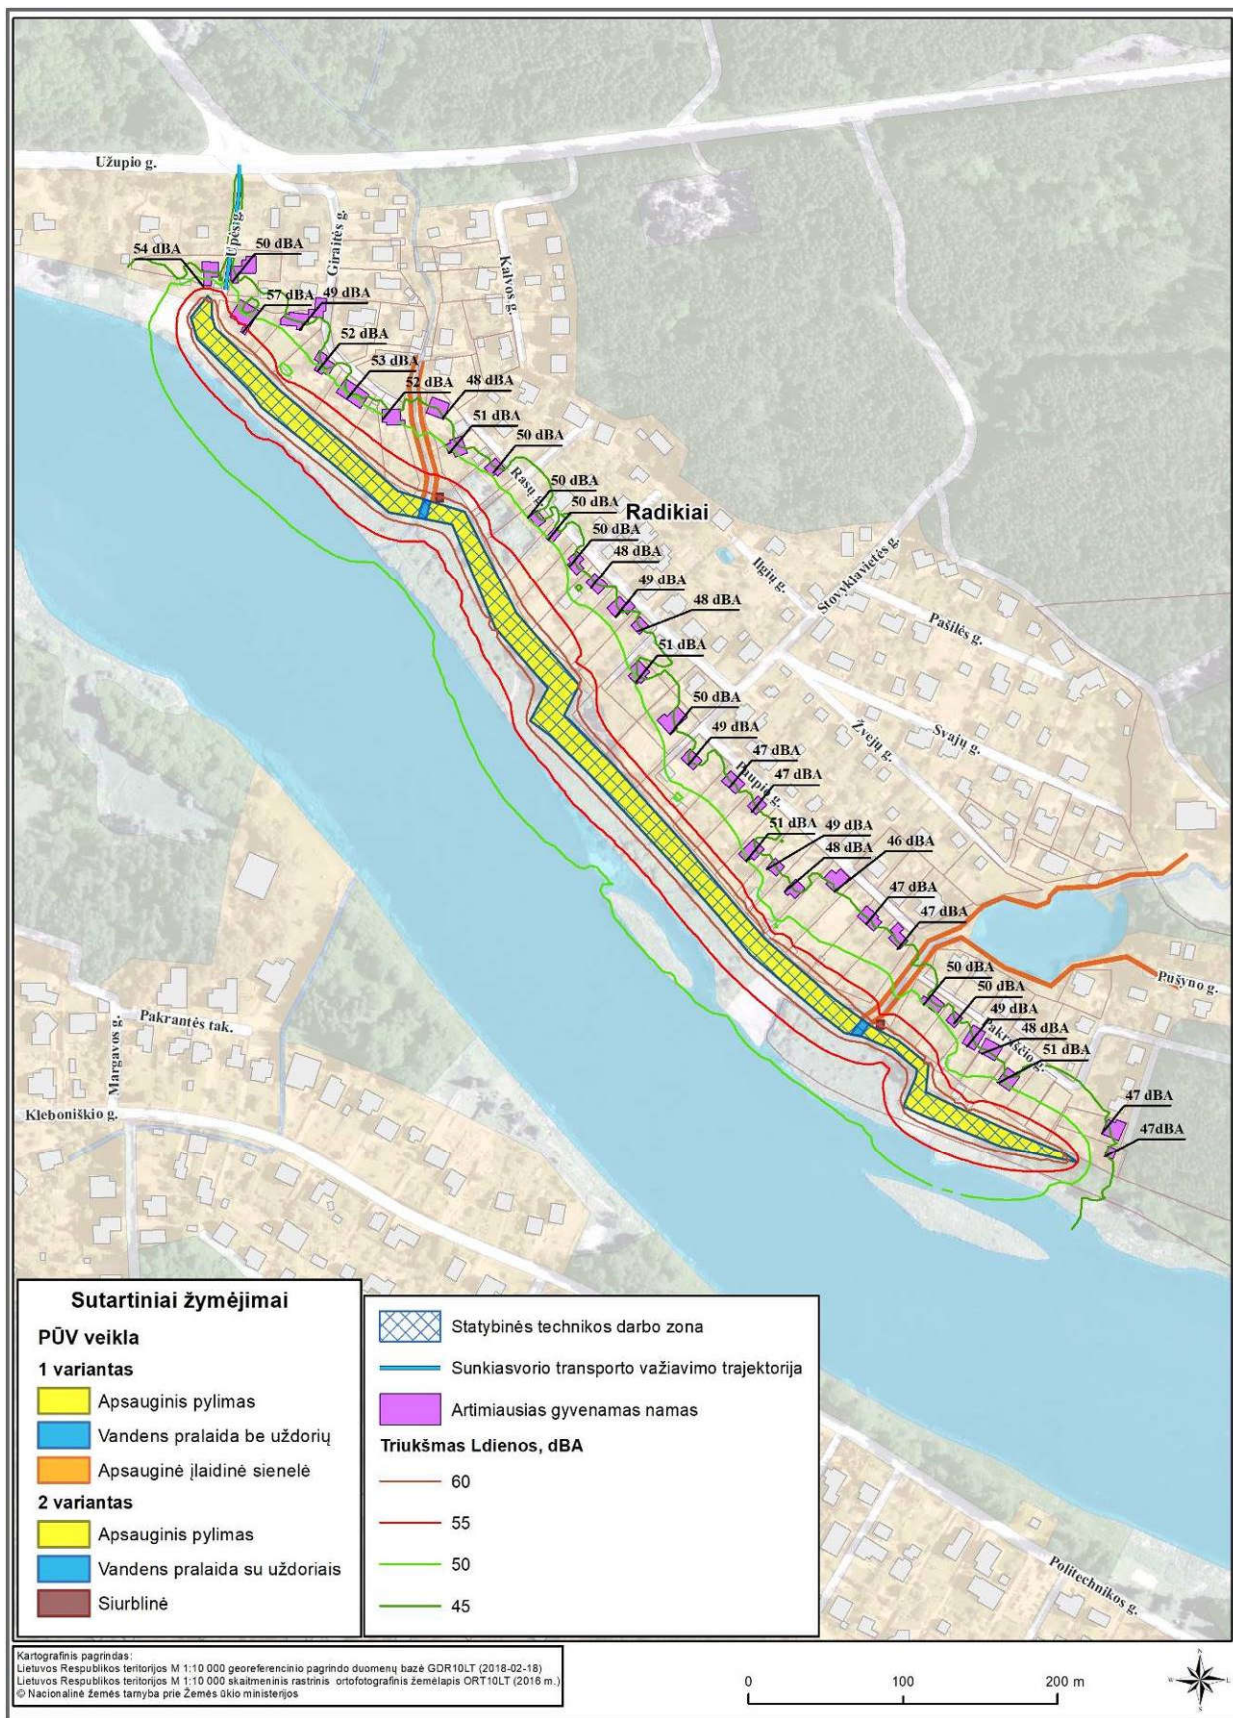 Užupio g.
Upės g.
Giraitės g.
Kalvos g.
54 dBA
50 dBA
57 dBA
49 dBA
52 dBA
53 dBA
52 dBA
48 dBA
51 dBA
50 dBA
Rasų g.
50 dBA
50 dBA
Radikiai
50 dBA
48 dBA
Ilgių g.
Stovyklavietės g.
49 dBA
48 dBA
Pašilės g.
51 dBA
50 dBA
Žvejų g.
Svajų g.
49 dBA
47 dBA
Paupio g.
47 dBA
51 dBA
49 dBA
48 dBA
46 dBA
47 dBA
47 dBA
50 dBA
50 dBA
Pušyno g.
49 dBA
48 dBA
Pakraščio g.
51 dBA
Pakrantės tak.
Margavos g.
Kleboniškio g.
47 dBA
47dBA
Politechnikos g.
Sutartiniai žymėjimai
PŪV veikla
1 variantas
Apsauginis pylimas
Vandens pralaida be uždorių
Apsauginė įlaidinė sienelė
2 variantas
Apsauginis pylimas
Vandens pralaida su uždoriais
Siurblinė
Statybinės technikos darbo zona
Sunkiasvorio transporto važiavimo trajektorija
Artimiausias gyvenamas namas
Triukšmas Ldienos, dBA
60
55
50
45
Kartografinis pagrindas:
Lietuvos Respublikos teritorijos M 1:10 000 georeferencinio pagrindo duomenų bazė GDR10LT (2018-02-18)
Lietuvos Respublikos teritorijos M 1:10 000 skaitmeninis rastrinis ortofotografinis žemėlapis ORT10LT (2016 m.)
© Nacionalinė žemės tarnyba prie Žemės ūkio ministerijos
0 100 200 m
N
W
S